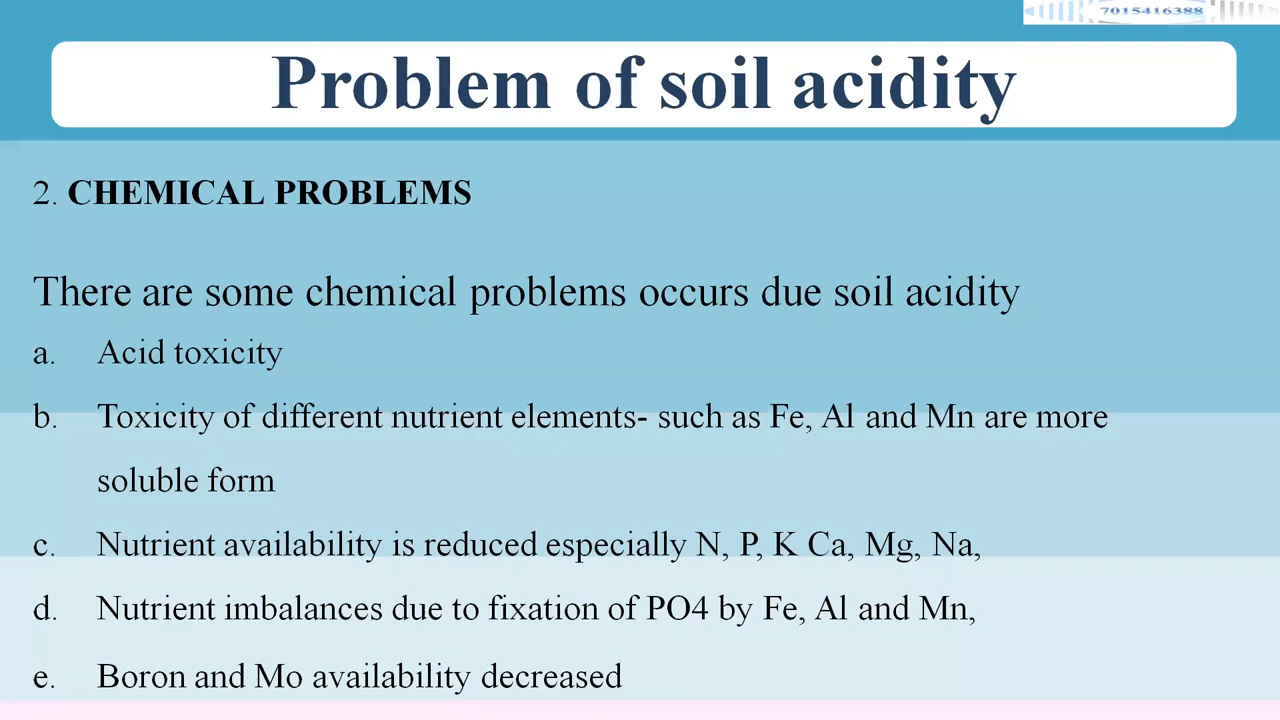 7015416388
Problem of soil acidity
2. CHEMICAL PROBLEMS
There are some chemical problems occurs due soil acidity
a. Acid toxicity
b. Toxicity of different nutrient elements- such as Fe, Al and Mn are more
soluble form
c. Nutrient availability is reduced especially N, P, K Ca, Mg, Na,
d. Nutrient imbalances due to fixation of PO4 by Fe, Al and Mn,
e. Boron and Mo availability decreased